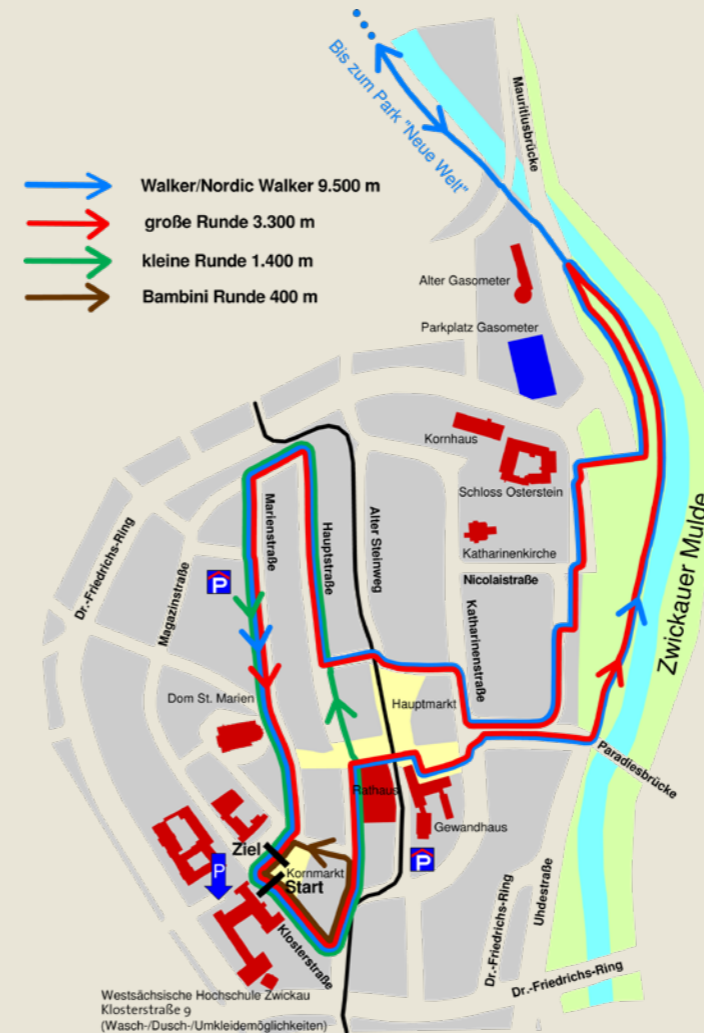 Bis zum Park "Neue Welt"
Mauritiusbrücke
Walker/Nordic Walker 9.500 m
große Runde 3.300 m
kleine Runde 1.400 m
Bambini Runde 400 m
Alter Gasometer
Parkplatz Gasometer
Kornhaus
Schloss Osterstein
Katharinenkirche
Nicolaistraße
Katharinenstraße
Zwickauer Mulde
Dr.-Friedrichs-Ring
Magazinstraße
Marienstraße
Hauptstraße
Alter Steinweg
P
Dom St. Marien
Hauptmarkt
Paradiesbrücke
Rathaus
Gewandhaus
P
Ziel
Kornmarkt
Start
P
Klosterstraße
Dr.-Friedrichs-Ring
Uhdestraße
Dr.-Friedrichs-Ring
Westsächsische Hochschule Zwickau
Klosterstraße 9
(Wasch-/Dusch-/Umkleidemöglichkeiten)